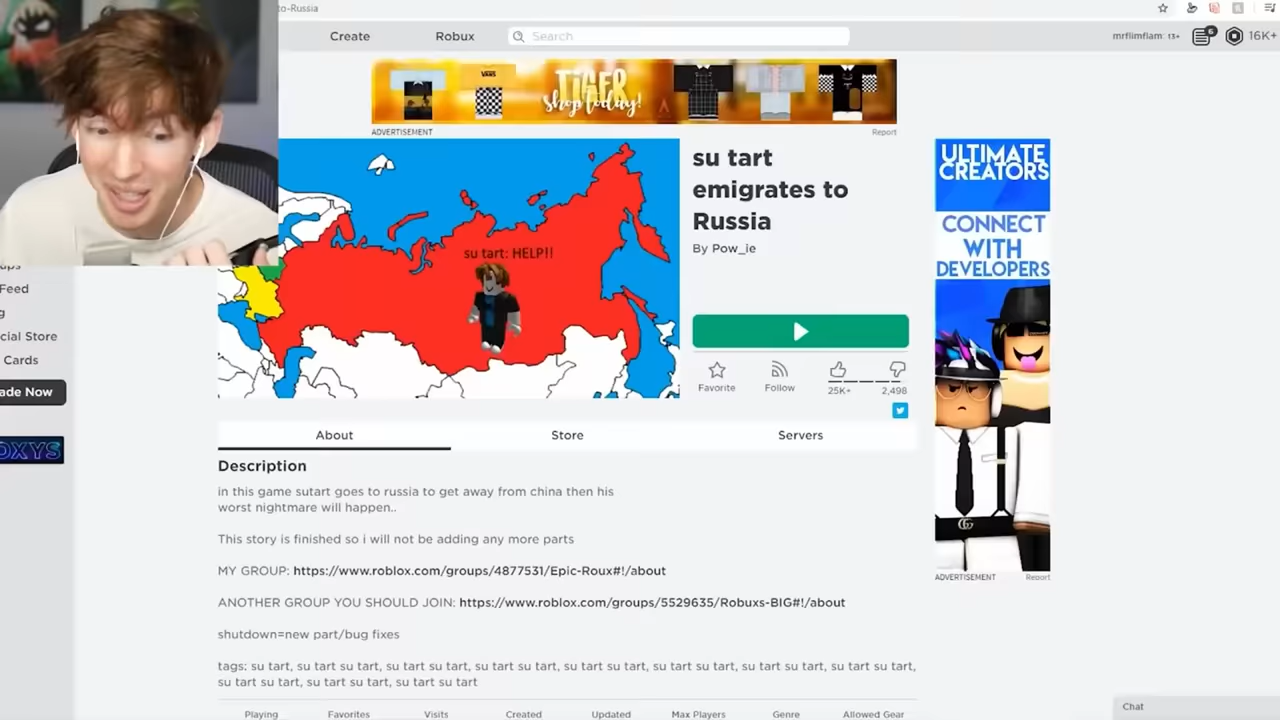 to-Russia
Create
Robux
Search
mrflimflam: 13+
6
16K+
VANS
TIGER
shop today!
ADVERTISEMENT
Report
su tart
emigrates to
Russia
By Pow_ie
su tart: HELP!!
Favorite
Follow
25K+
2,498
ULTIMATE
CREATORS
CONNECT
WITH
DEVELOPERS
ADVERTISEMENT
Report
Feed
cial Store
Cards
ade Now
OXYS
About
Store
Servers
Description
in this game sutart goes to russia to get away from china then his
worst nightmare will happen..
This story is finished so i will not be adding any more parts
MY GROUP: https://www.roblox.com/groups/4877531/Epic-Roux#!/about
ANOTHER GROUP YOU SHOULD JOIN: https://www.roblox.com/groups/5529635/Robuxs-BIG#!/about
shutdown=new part/bug fixes
tags: su tart, su tart su tart, su tart su tart, su tart su tart, su tart su tart, su tart su tart, su tart su tart, su tart su tart,
su tart su tart, su tart su tart, su tart su tart
Playing
Favorites
Visits
Created
Updated
Max Players
Genre
Allowed Gear
Chat